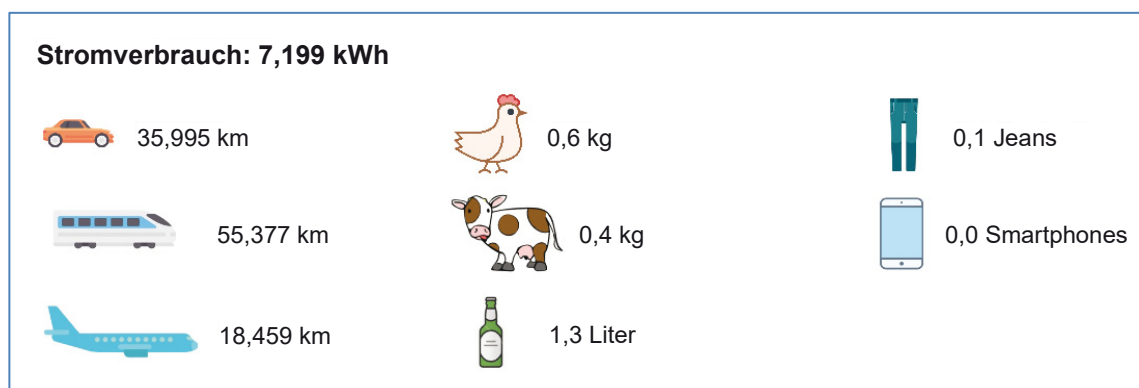 Stromverbrauch: 7,199 kWh
35,995 km
0,6 kg
0,1 Jeans
55,377 km
0,4 kg
0,0 Smartphones
18,459 km
1,3 Liter